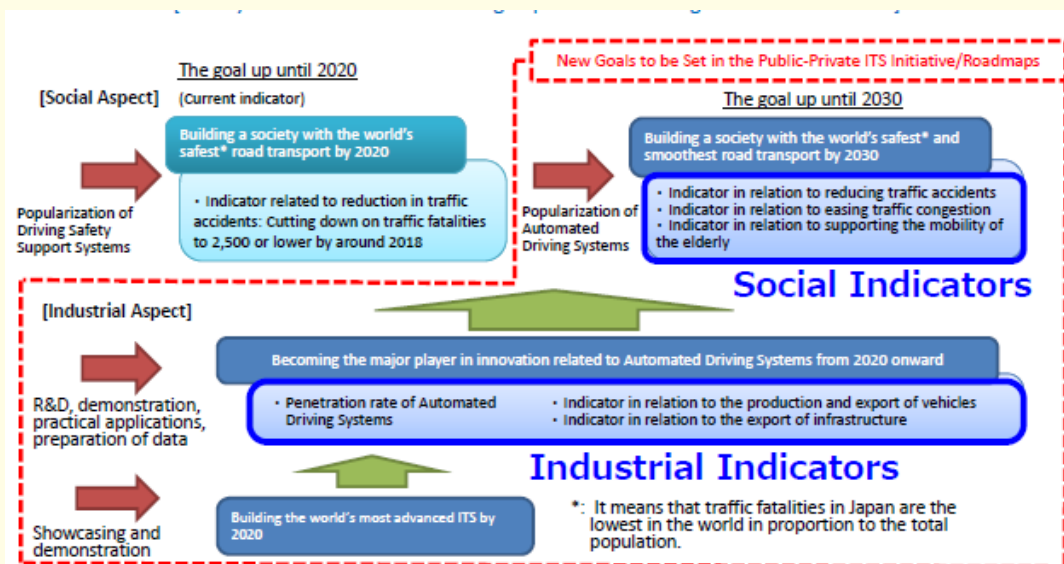 New Goals to be Set in the Public-Private ITS Initiative/Roadmaps
The goal up until 2020
[Social Aspect]
(Current indicator)
The goal up until 2030
Building a society with the world's
safest* road transport by 2020
Building a society with the world's safest* and
smoothest road transport by 2030
・Indicator related to reduction in traffic
accidents: Cutting down on traffic fatalities
to 2,500 or lower by around 2018
Popularization of
Driving Safety
Support Systems
・Indicator in relation to reducing traffic accidents
・Indicator in relation to easing traffic congestion
・Indicator in relation to supporting the mobility of
the elderly
Popularization of
Automated
Driving Systems
Social Indicators
[Industrial Aspect]
Becoming the major player in innovation related to Automated Driving Systems from 2020 onward
R&D, demonstration,
practical applications,
preparation of data
・Penetration rate of Automated
Driving Systems
・Indicator in relation to the production and export of vehicles
・Indicator in relation to the export of infrastructure
Industrial Indicators
Showcasing and
demonstration
Building the world's most advanced ITS by
2020
*: It means that traffic fatalities in Japan are the
lowest in the world in proportion to the total
population.